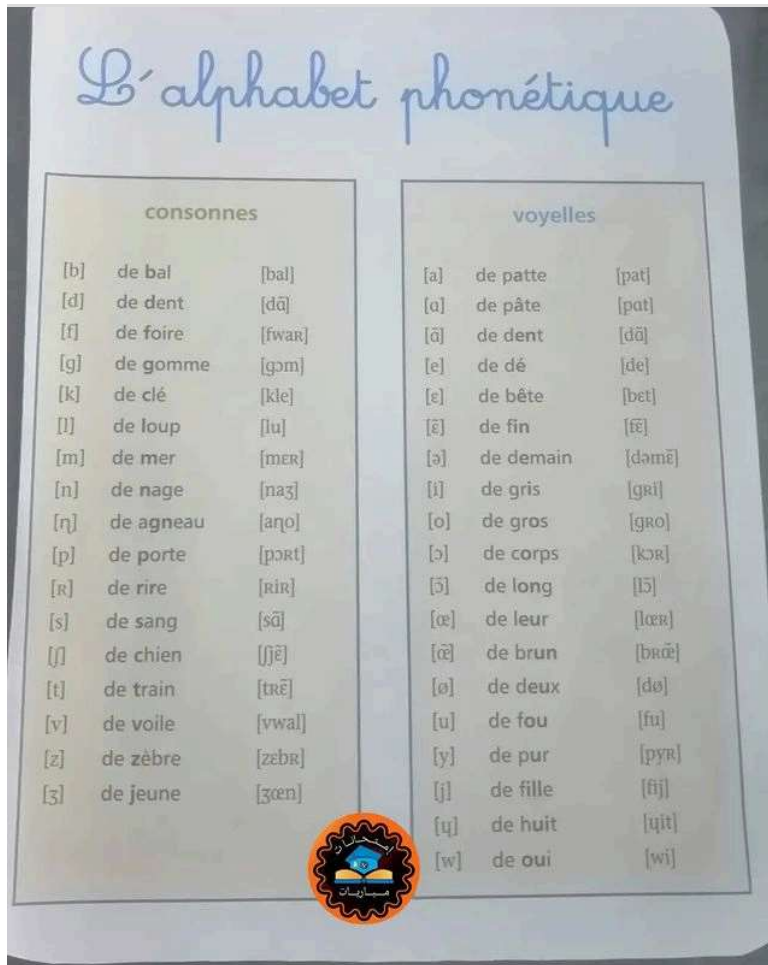 L'alphabet phonétique
consonnes
[b] de bal [bal]
[d] de dent [dɑ̃]
[f] de foire [fwaʀ]
[g] de gomme [gɔm]
[k] de clé [kle]
[l] de loup [lu]
[m] de mer [mɛʀ]
[n] de nage [naʒ]
[ɳ] de agneau [aɳo]
[p] de porte [pɔʀt]
[ʀ] de rire [ʀiʀ]
[s] de sang [sɑ̃]
[ʃ] de chien [ʃjɛ̃]
[t] de train [tʀɛ̃]
[v] de voile [vwal]
[z] de zèbre [zɛbʀ]
[ʒ] de jeune [ʒœn]
voyelles
[a] de patte [pat]
[ɑ] de pâte [pɑt]
[ɑ̃] de dent [dɑ̃]
[e] de dé [de]
[ɛ] de bête [bɛt]
[ɛ̃] de fin [fɛ̃]
[ə] de demain [dəmɛ̃]
[i] de gris [gʀi]
[o] de gros [gʀo]
[ɔ] de corps [kɔʀ]
[ɔ̃] de long [lɔ̃]
[œ] de leur [lœʀ]
[œ̃] de brun [bʀœ̃]
[ø] de deux [dø]
[u] de fou [fu]
[y] de pur [pyʀ]
[j] de fille [fij]
[ɥ] de huit [ɥit]
[w] de oui [wi]
امتحانات
مباريات